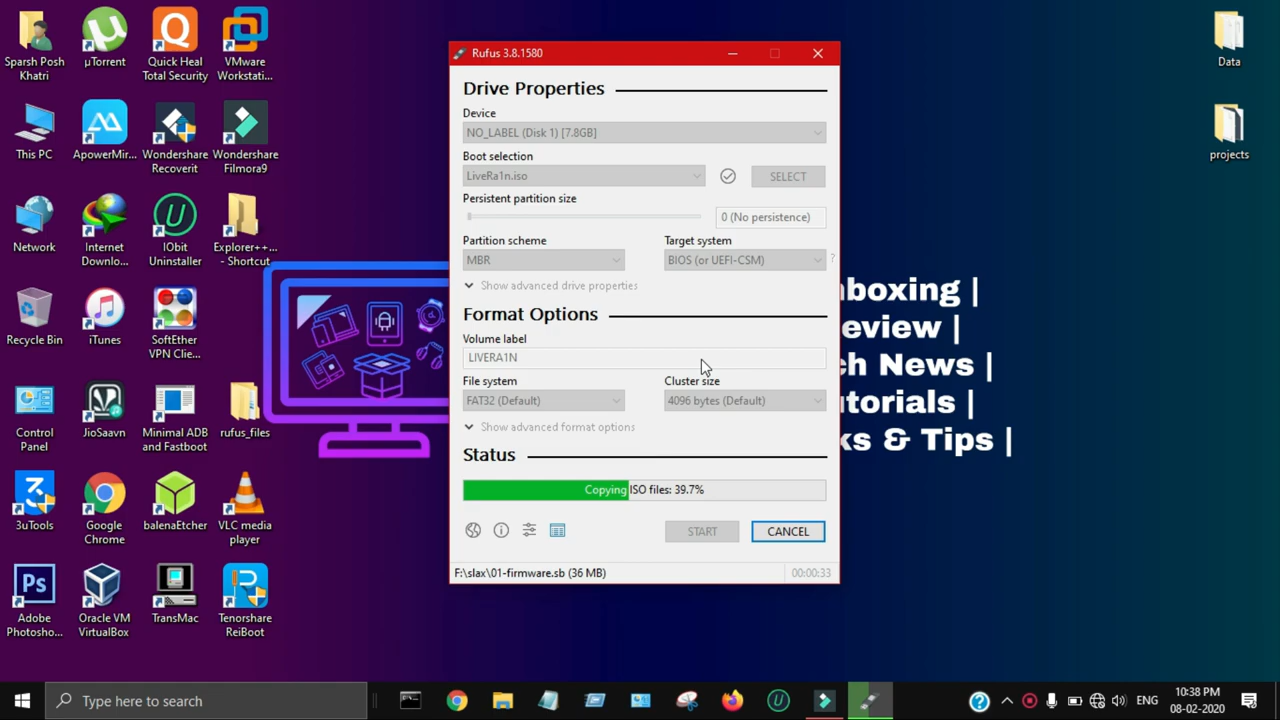 Sparsh Posh
Khatri
µTorrent
Quick Heal
Total Security
VMware
Workstati...
This PC
ApowerMir...
Wondershare
Recoverit
Wondershare
Filmora9
Network
Internet
Downlo...
IObit
Uninstaller
Explorer++...
- Shortcut
Recycle Bin
iTunes
SoftEther
VPN Clie...
Control
Panel
JioSaavn
Minimal ADB
and Fastboot
rufus_files
3uTools
Google
Chrome
balenaEtcher
VLC media
player
Adobe
Photosho...
Oracle VM
VirtualBox
TransMac
Tenorshare
ReiBoot
Rufus 3.8.1580
Drive Properties
Device
NO_LABEL (Disk 1) [7.8GB]
Boot selection
LiveRa1n.iso
SELECT
Persistent partition size
0 (No persistence)
Partition scheme
Target system
MBR
BIOS (or UEFI-CSM)
?
Show advanced drive properties
Format Options
Volume label
LIVERA1N
File system
Cluster size
FAT32 (Default)
4096 bytes (Default)
Show advanced format options
Status
Copying ISO files: 39.7%
START
CANCEL
F:\slax\01-firmware.sb (36 MB)
00:00:33
nboxing |
eview |
ch News |
utorials |
ks & Tips |
Data
projects
Type here to search
ENG
10:38 PM
08-02-2020